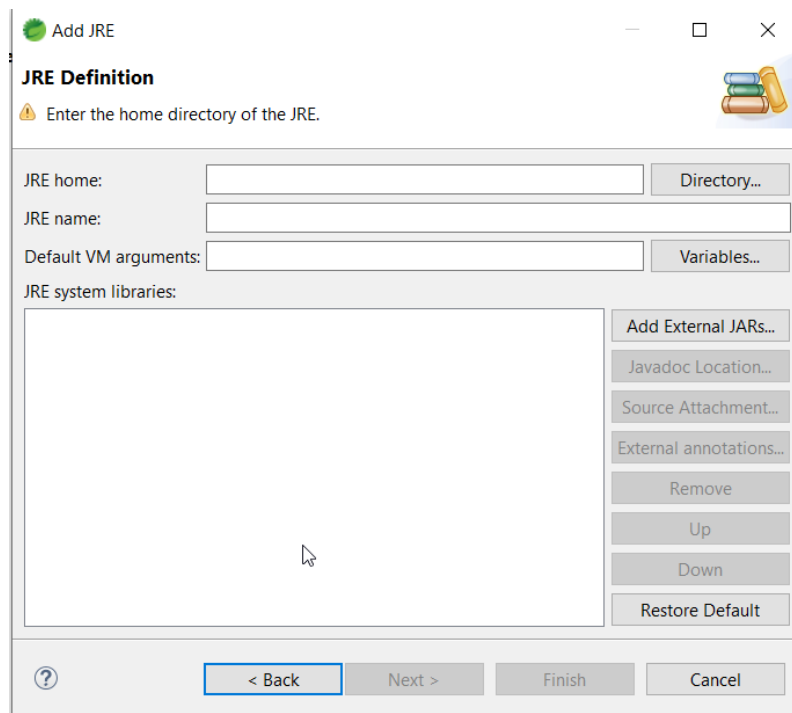 Add JRE
JRE Definition
Enter the home directory of the JRE.
JRE home:
Directory...
JRE name:
Default VM arguments:
Variables...
JRE system libraries:
Add External JARs...
Javadoc Location...
Source Attachment...
External annotations...
Remove
Up
Down
Restore Default
?
< Back
Next >
Finish
Cancel